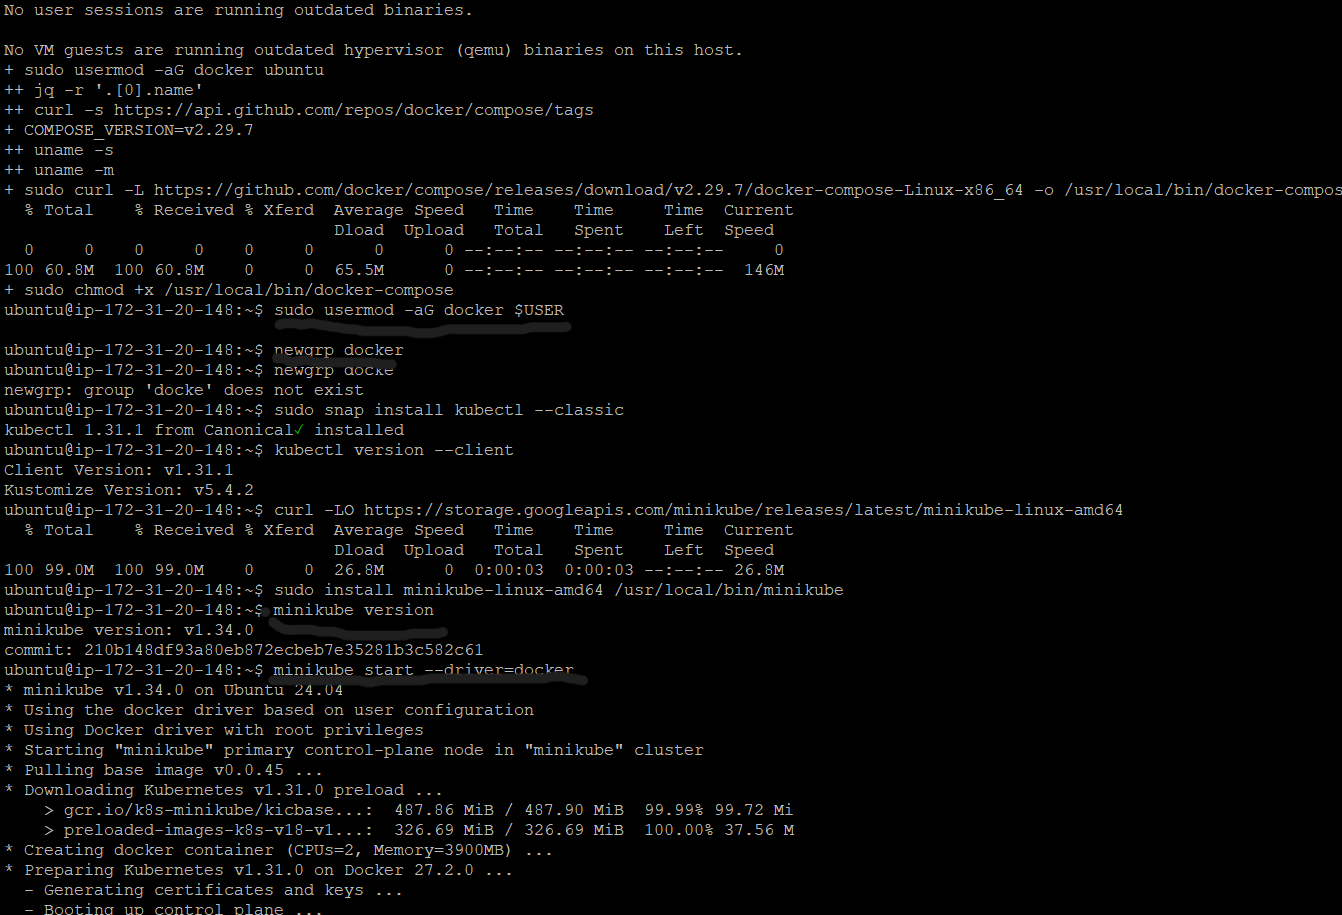 No user sessions are running outdated binaries.
No VM guests are running outdated hypervisor (qemu) binaries on this host.
+ sudo usermod -aG docker ubuntu
++ jq -r '.[0].name'
++ curl -s https://api.github.com/repos/docker/compose/tags
+ COMPOSE_VERSION=v2.29.7
++ uname -s
++ uname -m
+ sudo curl -L https://github.com/docker/compose/releases/download/v2.29.7/docker-compose-Linux-x86_64 -o /usr/local/bin/docker-compos
% Total % Received % Xferd Average Speed Time Time Time Current
Dload Upload Total Spent Left Speed
0 0 0 0 0 0 0 0 --:--:-- --:--:-- --:--:-- 0
100 60.8M 100 60.8M 0 0 65.5M 0 --:--:-- --:--:-- --:--:-- 146M
+ sudo chmod +x /usr/local/bin/docker-compose
ubuntu@ip-172-31-20-148:~$ sudo usermod -aG docker $USER
ubuntu@ip-172-31-20-148:~$ newgrp docker
ubuntu@ip-172-31-20-148:~$ newgrp docke
newgrp: group 'docke' does not exist
ubuntu@ip-172-31-20-148:~$ sudo snap install kubectl --classic
kubectl 1.31.1 from Canonical✓ installed
ubuntu@ip-172-31-20-148:~$ kubectl version --client
Client Version: v1.31.1
Kustomize Version: v5.4.2
ubuntu@ip-172-31-20-148:~$ curl -LO https://storage.googleapis.com/minikube/releases/latest/minikube-linux-amd64
% Total % Received % Xferd Average Speed Time Time Time Current
Dload Upload Total Spent Left Speed
100 99.0M 100 99.0M 0 0 26.8M 0 0:00:03 0:00:03 --:--:-- 26.8M
ubuntu@ip-172-31-20-148:~$ sudo install minikube-linux-amd64 /usr/local/bin/minikube
ubuntu@ip-172-31-20-148:~$ minikube version
minikube version: v1.34.0
commit: 210b148df93a80eb872ecbeb7e35281b3c582c61
ubuntu@ip-172-31-20-148:~$ minikube start --driver=docker
* minikube v1.34.0 on Ubuntu 24.04
* Using the docker driver based on user configuration
* Using Docker driver with root privileges
* Starting "minikube" primary control-plane node in "minikube" cluster
* Pulling base image v0.0.45 ...
* Downloading Kubernetes v1.31.0 preload ...
> gcr.io/k8s-minikube/kicbase...: 487.86 MiB / 487.90 MiB 99.99% 99.72 Mi
> preloaded-images-k8s-v18-v1...: 326.69 MiB / 326.69 MiB 100.00% 37.56 M
* Creating docker container (CPUs=2, Memory=3900MB) ...
* Preparing Kubernetes v1.31.0 on Docker 27.2.0 ...
- Generating certificates and keys ...
- Booting up control plane ...